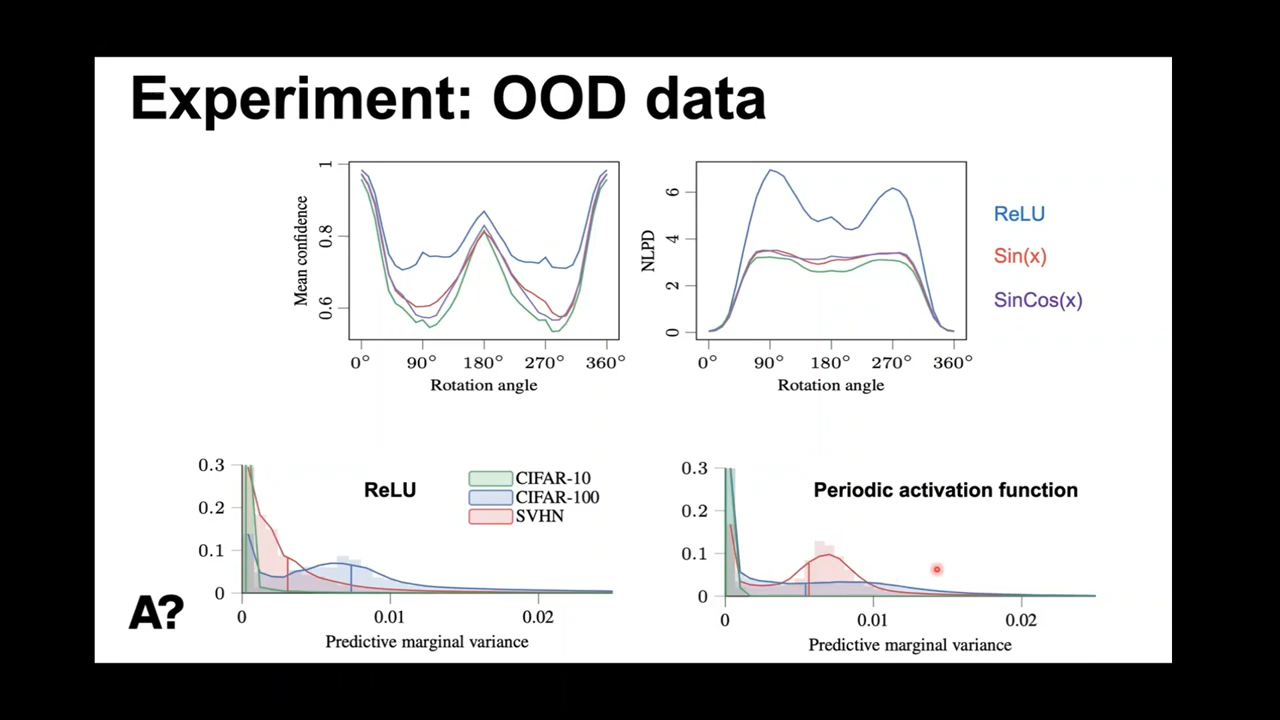 Experiment: OOD data
Mean confidence
1
0.8
0.6
0° 90° 180° 270° 360°
Rotation angle
NLPD
6
4
2
0
0° 90° 180° 270° 360°
Rotation angle
ReLU
Sin(x)
SinCos(x)
0.3
0.2
0.1
0
ReLU
CIFAR-10
CIFAR-100
SVHN
0 0.01 0.02
Predictive marginal variance
0.3
0.2
0.1
0
Periodic activation function
0 0.01 0.02
Predictive marginal variance
A?